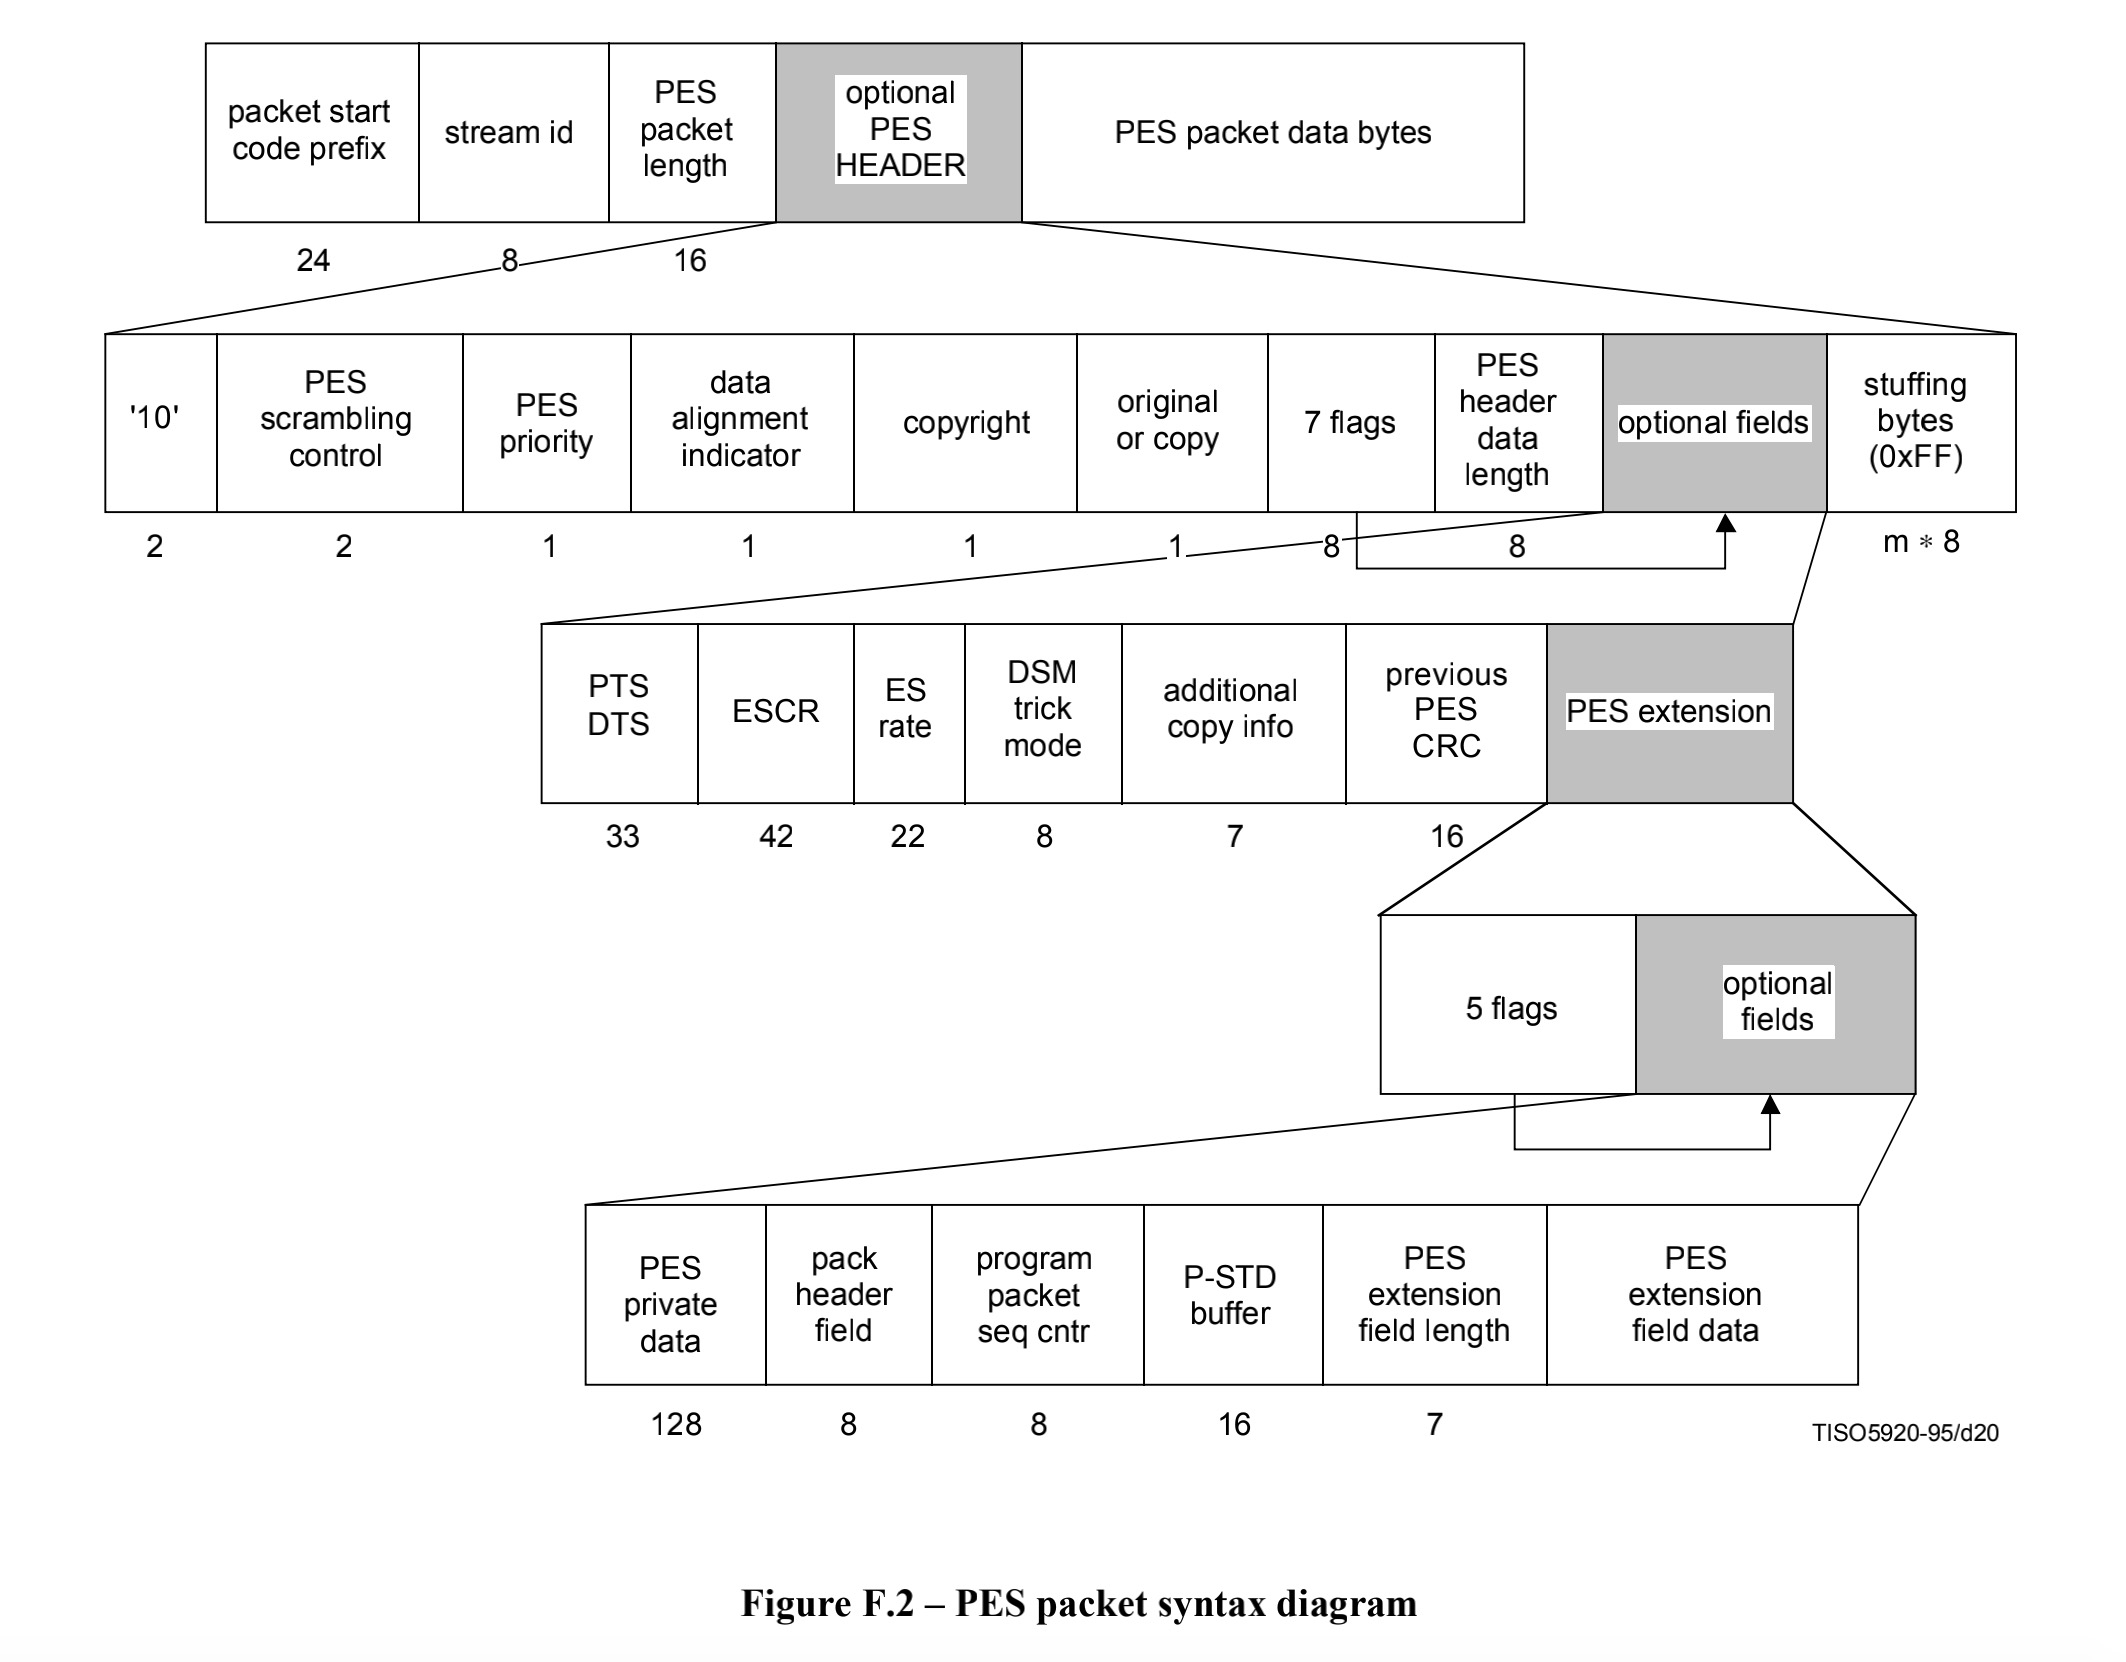 packet start
code prefix
stream id
PES
packet
length
optional
PES
HEADER
PES packet data bytes
24
8
16
'10'
PES
scrambling
control
PES
priority
data
alignment
indicator
copyright
original
or copy
7 flags
PES
header
data
length
optional fields
stuffing
bytes
(0xFF)
2
2
1
1
1
1
8
8
m ∗ 8
PTS
DTS
ESCR
ES
rate
DSM
trick
mode
additional
copy info
previous
PES
CRC
PES extension
33
42
22
8
7
16
5 flags
optional
fields
PES
private
data
pack
header
field
program
packet
seq cntr
P-STD
buffer
PES
extension
field length
PES
extension
field data
128
8
8
16
7
TISO5920-95/d20
Figure F.2 – PES packet syntax diagram